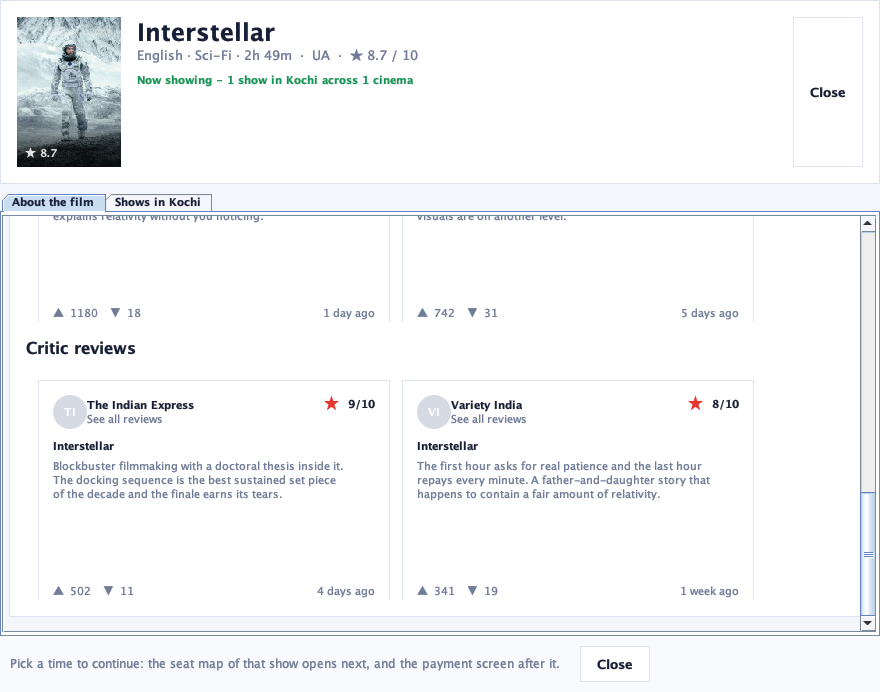 Interstellar
English · Sci-Fi · 2h 49m · UA · ★ 8.7 / 10
Now showing – 1 show in Kochi across 1 cinema
★ 8.7
Close
About the film
Shows in Kochi
explains relativity without you noticing.
visuals are on another level.
▲ 1180 ▼ 18
1 day ago
▲ 742 ▼ 31
5 days ago
Critic reviews
TI
The Indian Express
See all reviews
★ 9/10
Interstellar
Blockbuster filmmaking with a doctoral thesis inside it.
The docking sequence is the best sustained set piece
of the decade and the finale earns its tears.
▲ 502 ▼ 11
4 days ago
VI
Variety India
See all reviews
★ 8/10
Interstellar
The first hour asks for real patience and the last hour
repays every minute. A father-and-daughter story that
happens to contain a fair amount of relativity.
▲ 341 ▼ 19
1 week ago
Pick a time to continue: the seat map of that show opens next, and the payment screen after it.
Close